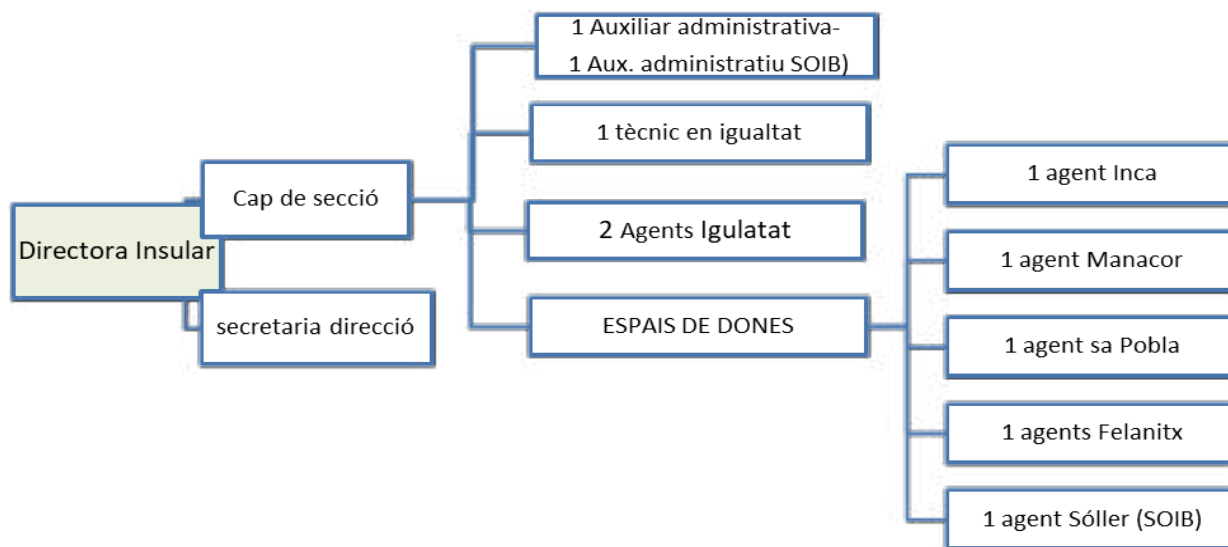 1 Auxiliar administrativa-
1 Aux. administratiu SOIB)
1 tècnic en igualtat
1 agent Inca
Cap de secció
2 Agents Igulatat
Directora Insular
1 agent Manacor
secretaria direcció
ESPAIS DE DONES
1 agent sa Pobla
1 agents Felanitx
1 agent Sóller (SOIB)